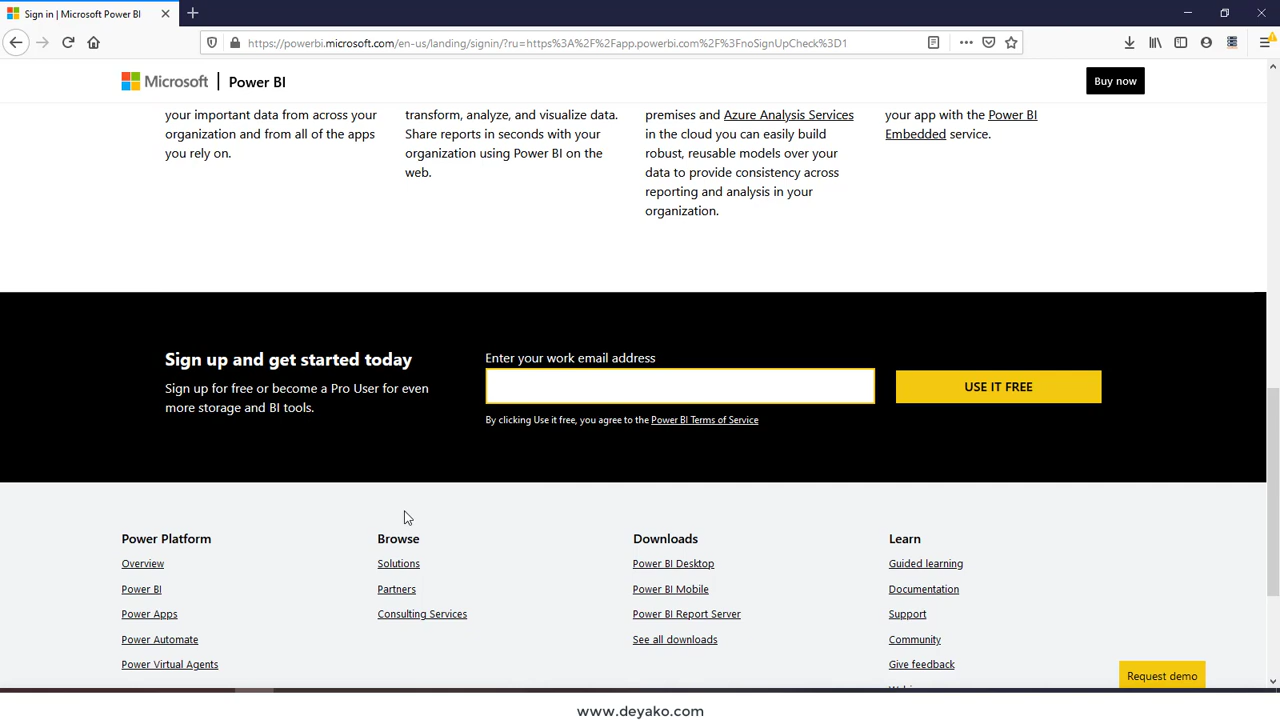 Sign in | Microsoft Power BI
https://powerbi.microsoft.com/en-us/landing/signin/?ru=https%3A%2F%2Fapp.powerbi.com%2F%3FnoSignUpCheck%3D1
Microsoft | Power BI
Buy now
your important data from across your
organization and from all of the apps
you rely on.
transform, analyze, and visualize data.
Share reports in seconds with your
organization using Power BI on the
web.
premises and Azure Analysis Services
in the cloud you can easily build
robust, reusable models over your
data to provide consistency across
reporting and analysis in your
organization.
your app with the Power BI
Embedded service.
Sign up and get started today
Sign up for free or become a Pro User for even
more storage and BI tools.
Enter your work email address
USE IT FREE
By clicking Use it free, you agree to the Power BI Terms of Service
Power Platform
Overview
Power BI
Power Apps
Power Automate
Power Virtual Agents
Browse
Solutions
Partners
Consulting Services
Downloads
Power BI Desktop
Power BI Mobile
Power BI Report Server
See all downloads
Learn
Guided learning
Documentation
Support
Community
Give feedback
Request demo
www.deyako.com